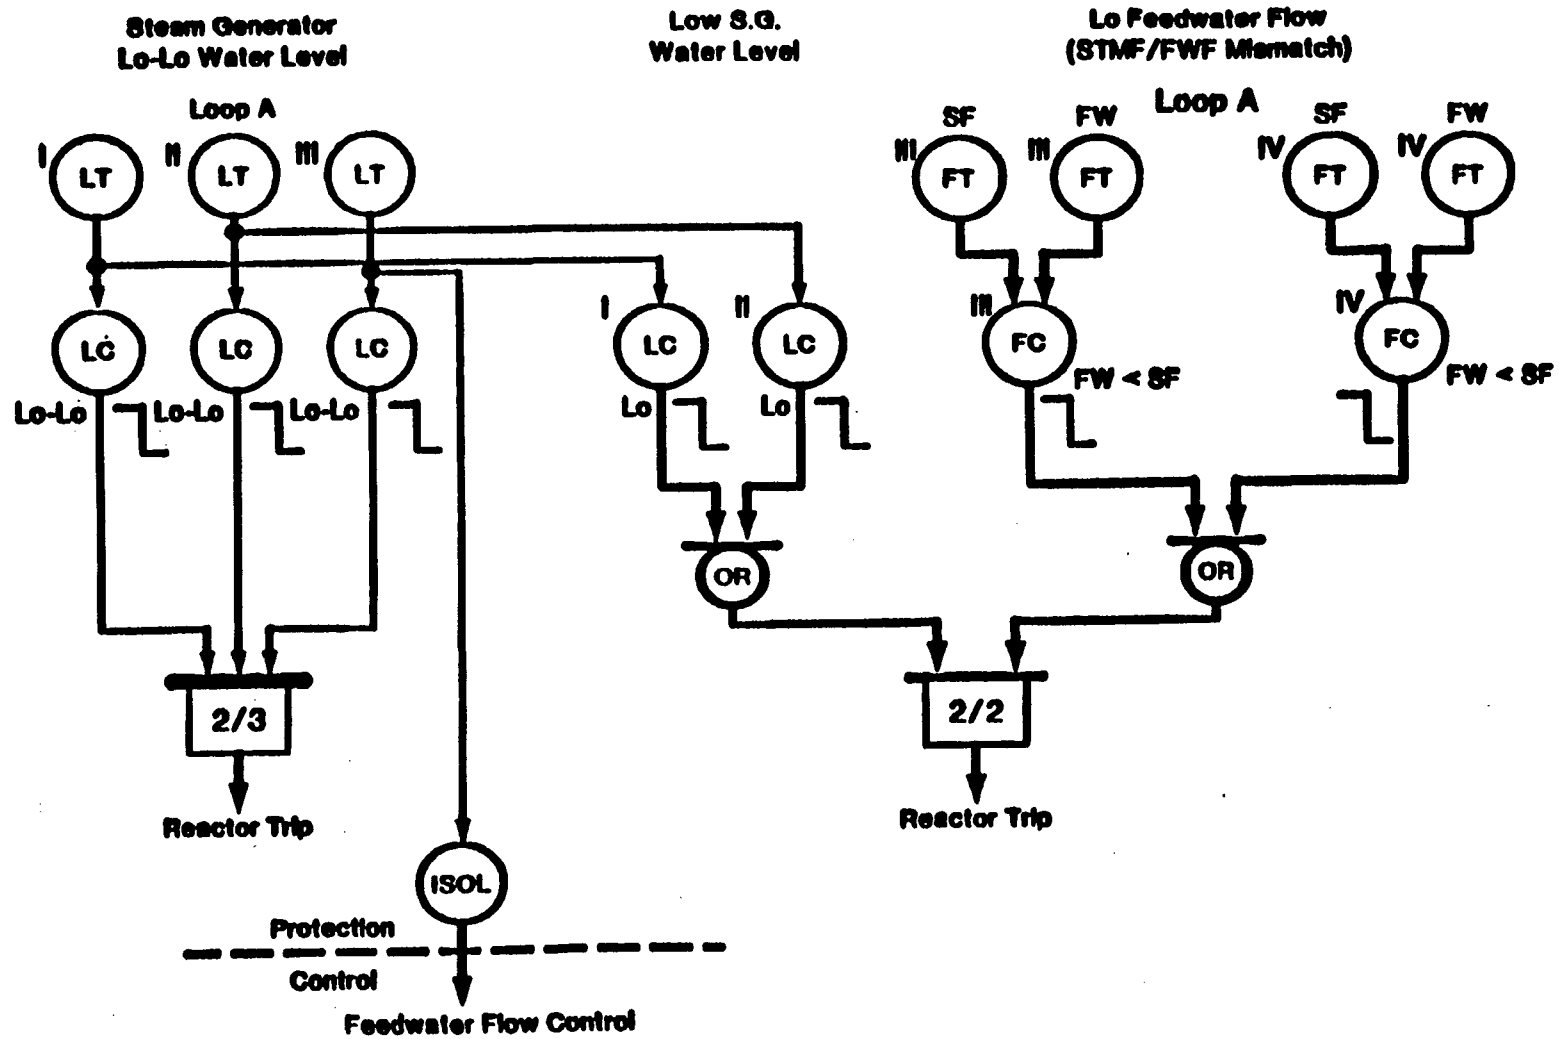 Steam Generator
Lo-Lo Water Level
Low S.G.
Water Level
Lo Feedwater Flow
(STMF/FWF Mismatch)
Loop A
Loop A
SF
FW
SF
FW
I
II
III
III
III
IV
IV
LT
LT
LT
FT
FT
FT
FT
I
II
III
IV
LC
LC
LC
LC
LC
FC
FC
FW < SF
FW < SF
Lo-Lo
Lo-Lo
Lo-Lo
Lo
Lo
OR
OR
2/3
2/2
Reactor Trip
Reactor Trip
ISOL
Protection
Control
Feedwater Flow Control